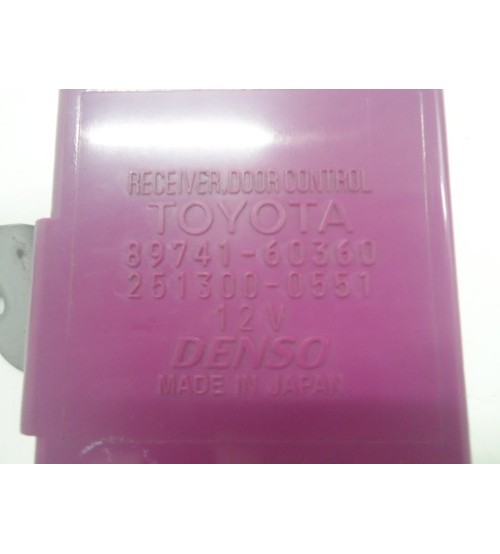 RECEIVER,DOOR CONTROL
TOYOTA
89741-60360
251300-0551
12V
DENSO
MADE IN JAPAN